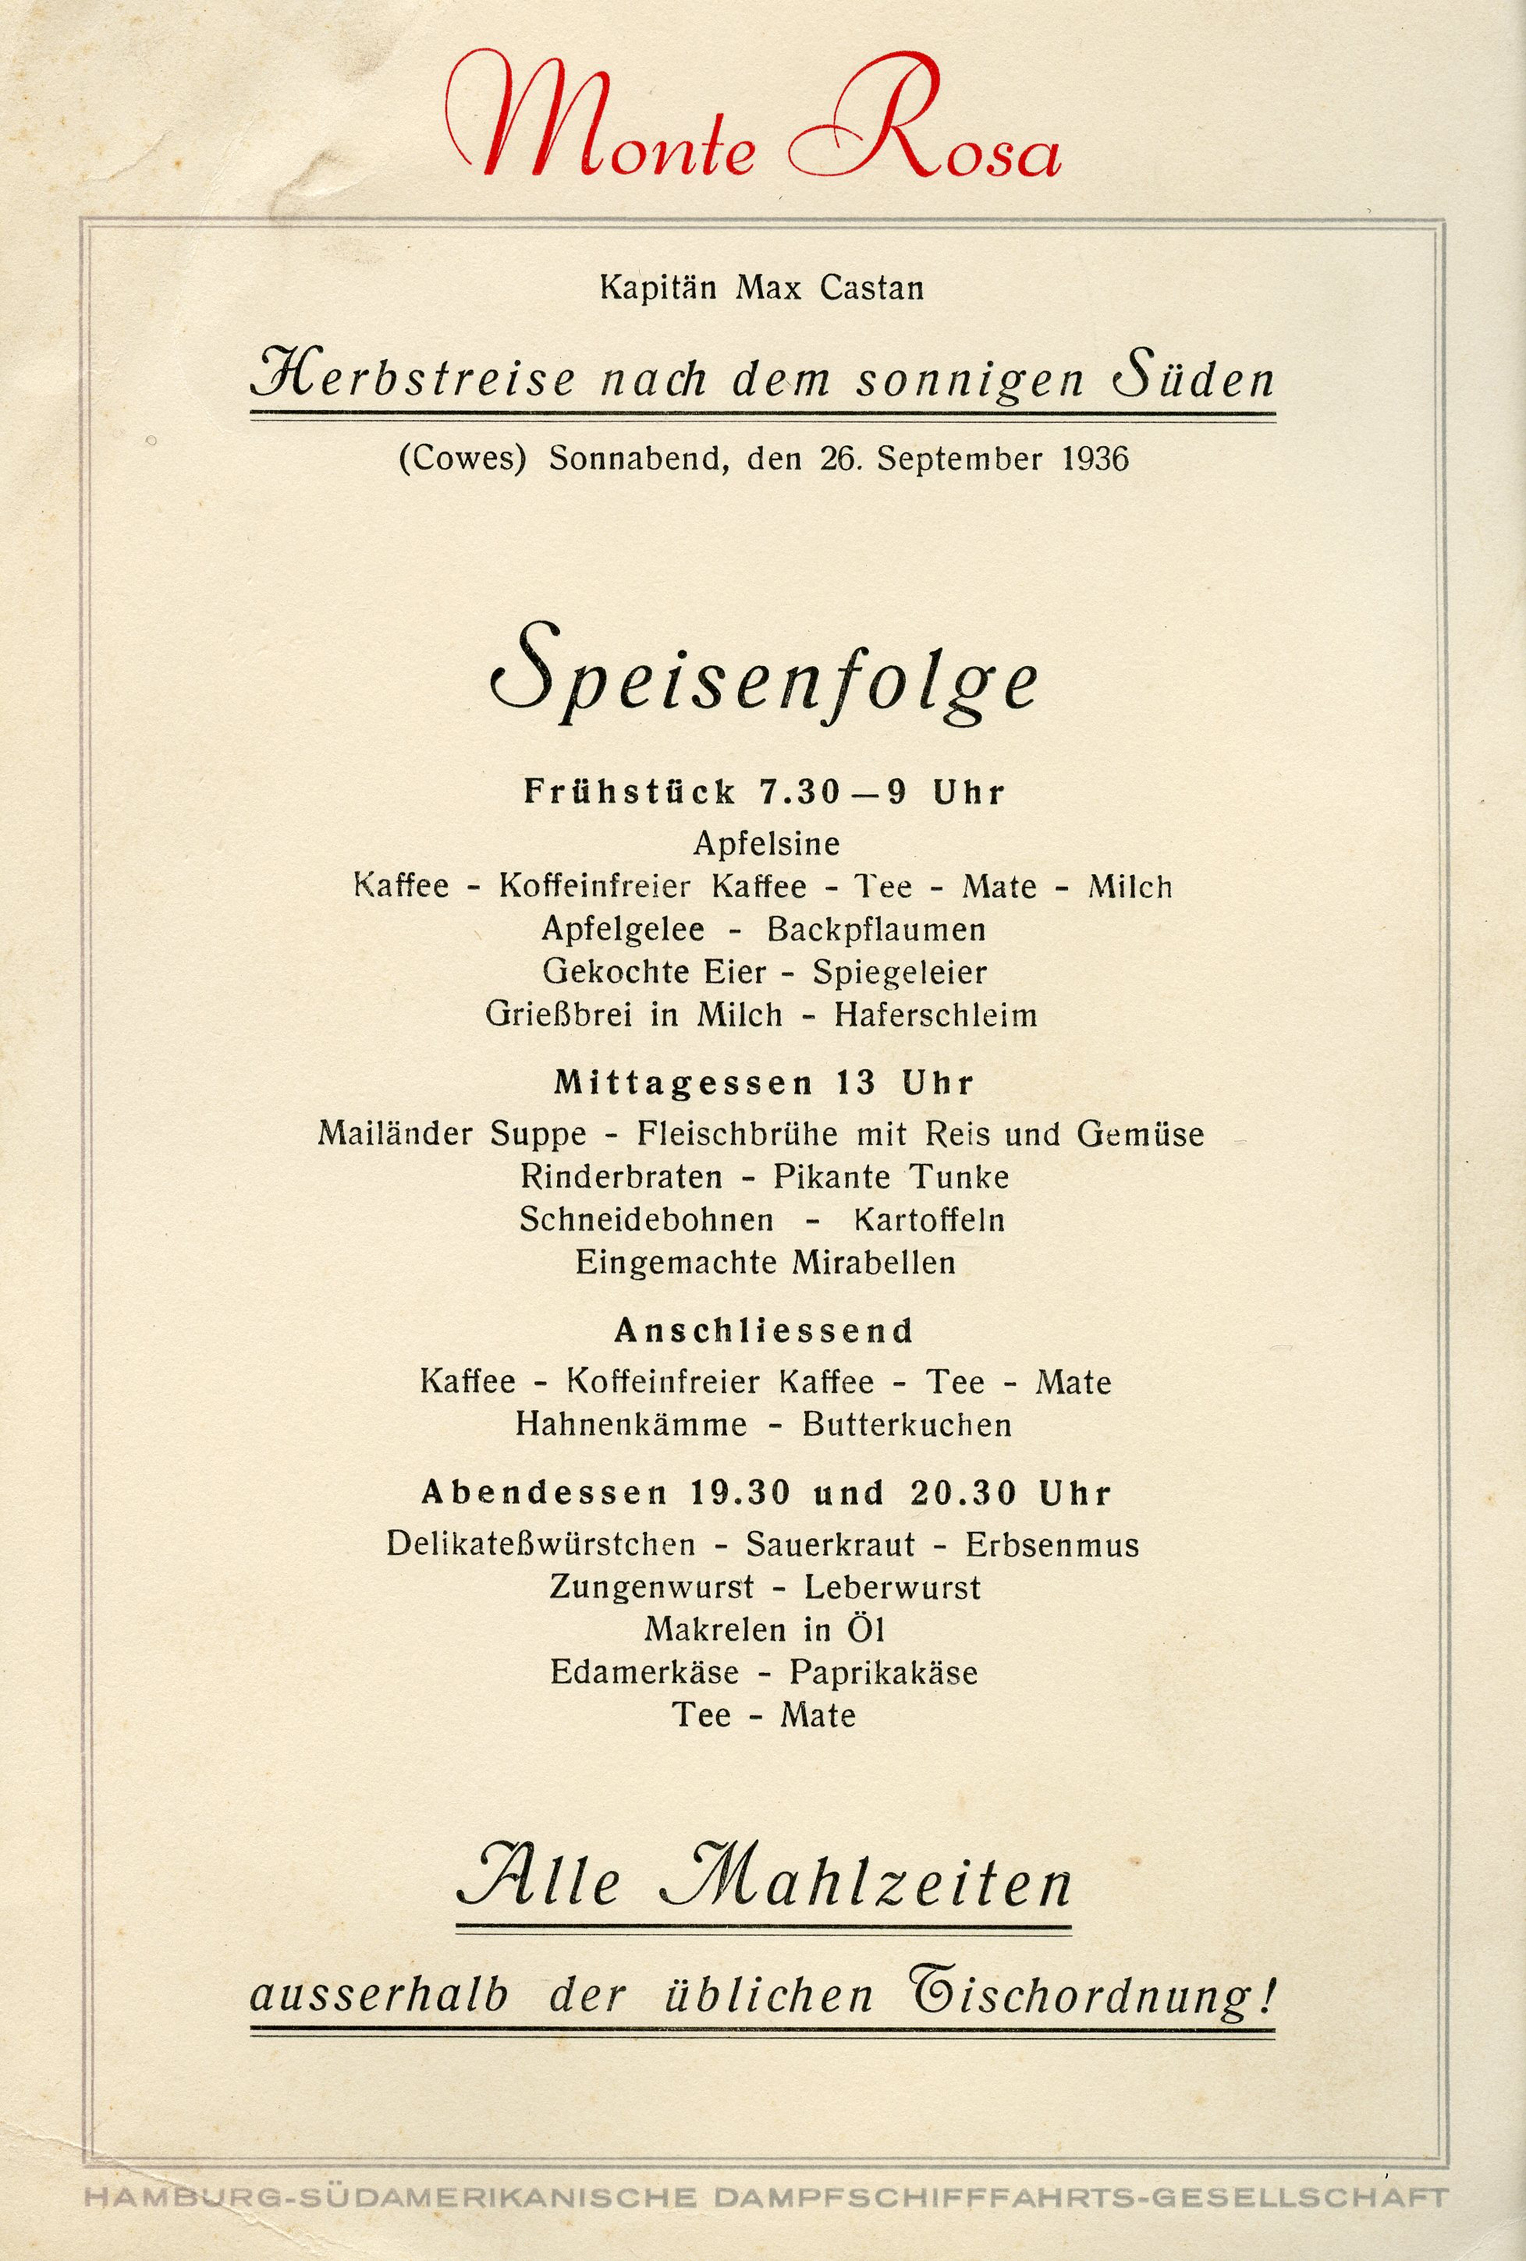 Monte Rosa
Kapitän Max Castan
Herbstreise nach dem sonnigen Süden
(Cowes) Sonnabend, den 26. September 1936
Speisenfolge
Frühstück 7.30—9 Uhr
Apfelsine
Kaffee - Koffeinfreier Kaffee - Tee - Mate - Milch
Apfelgelee - Backpflaumen
Gekochte Eier - Spiegeleier
Grießbrei in Milch - Haferschleim
Mittagessen 13 Uhr
Mailänder Suppe - Fleischbrühe mit Reis und Gemüse
Rinderbraten - Pikante Tunke
Schneidebohnen - Kartoffeln
Eingemachte Mirabellen
Anschliessend
Kaffee - Koffeinfreier Kaffee - Tee - Mate
Hahnenkämme - Butterkuchen
Abendessen 19.30 und 20.30 Uhr
Delikateßwürstchen - Sauerkraut - Erbsenmus
Zungenwurst - Leberwurst
Makrelen in Öl
Edamerkäse - Paprikakäse
Tee - Mate
Alle Mahlzeiten
ausserhalb der üblichen Tischordnung!
HAMBURG-SÜDAMERIKANISCHE DAMPFSCHIFFFAHRTS-GESELLSCHAFT